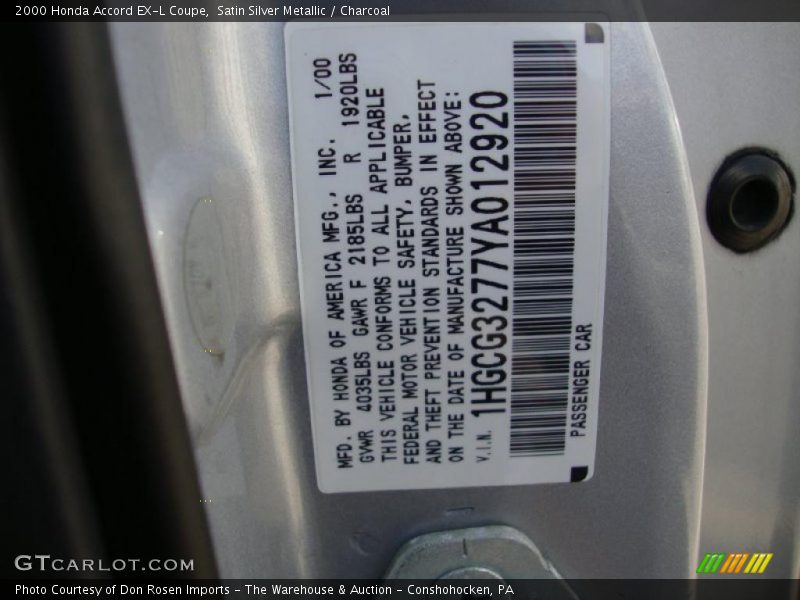 2000 Honda Accord EX-L Coupe, Satin Silver Metallic / Charcoal
MFD. BY HONDA OF AMERICA MFG., INC. 1/00
GVWR 4035LBS GAWR F 2185LBS R 1920LBS
THIS VEHICLE CONFORMS TO ALL APPLICABLE
FEDERAL MOTOR VEHICLE SAFETY, BUMPER,
AND THEFT PREVENTION STANDARDS IN EFFECT
ON THE DATE OF MANUFACTURE SHOWN ABOVE:
V.I.N. 1HGCG3277YA012920
PASSENGER CAR
GTCARLOT.COM
Photo Courtesy of Don Rosen Imports - The Warehouse & Auction - Conshohocken, PA